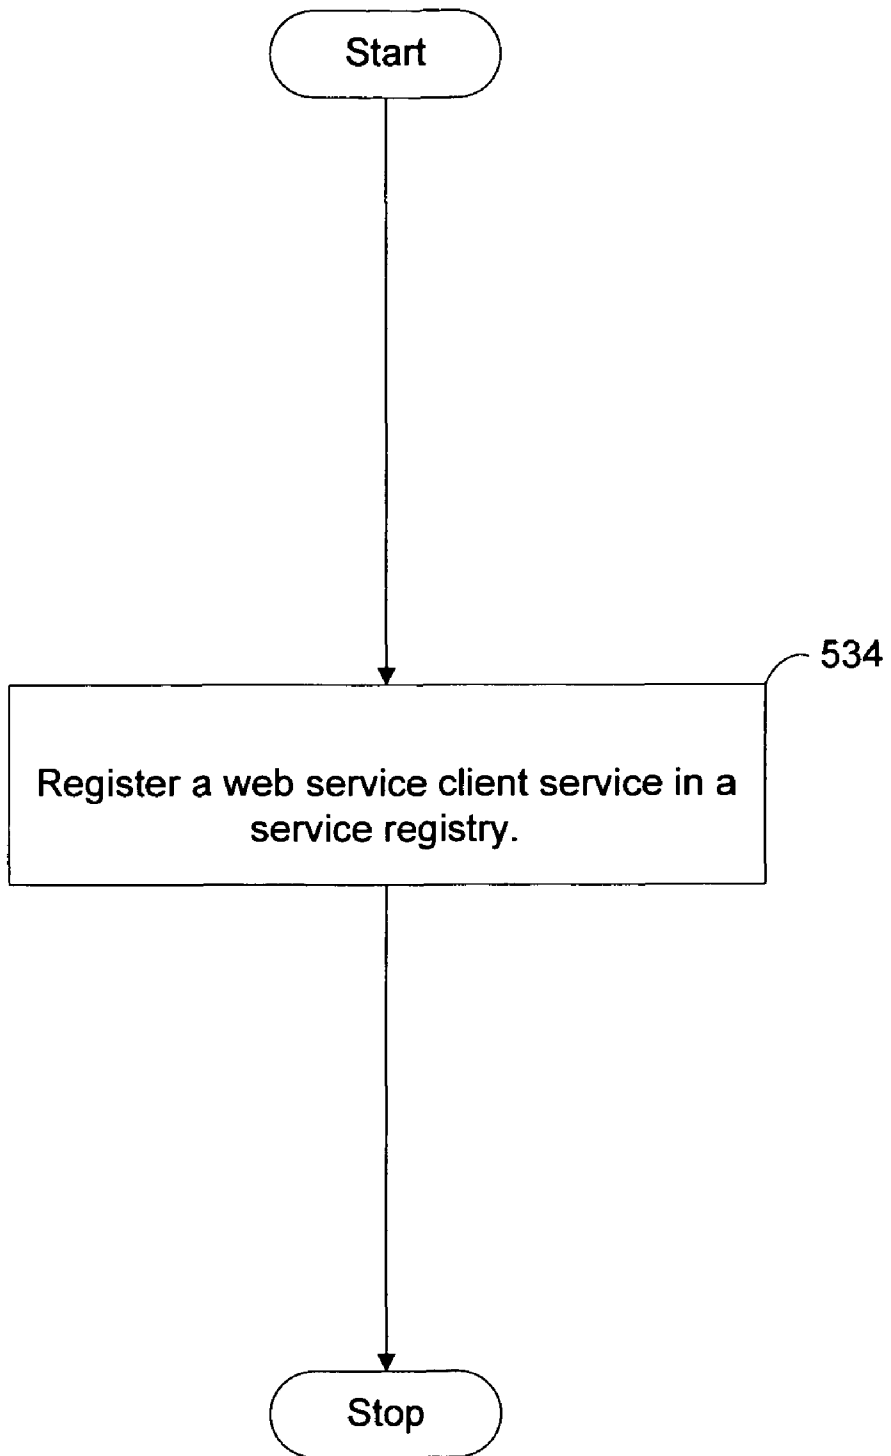 Start
534
Register a web service client service in a
service registry.
Stop